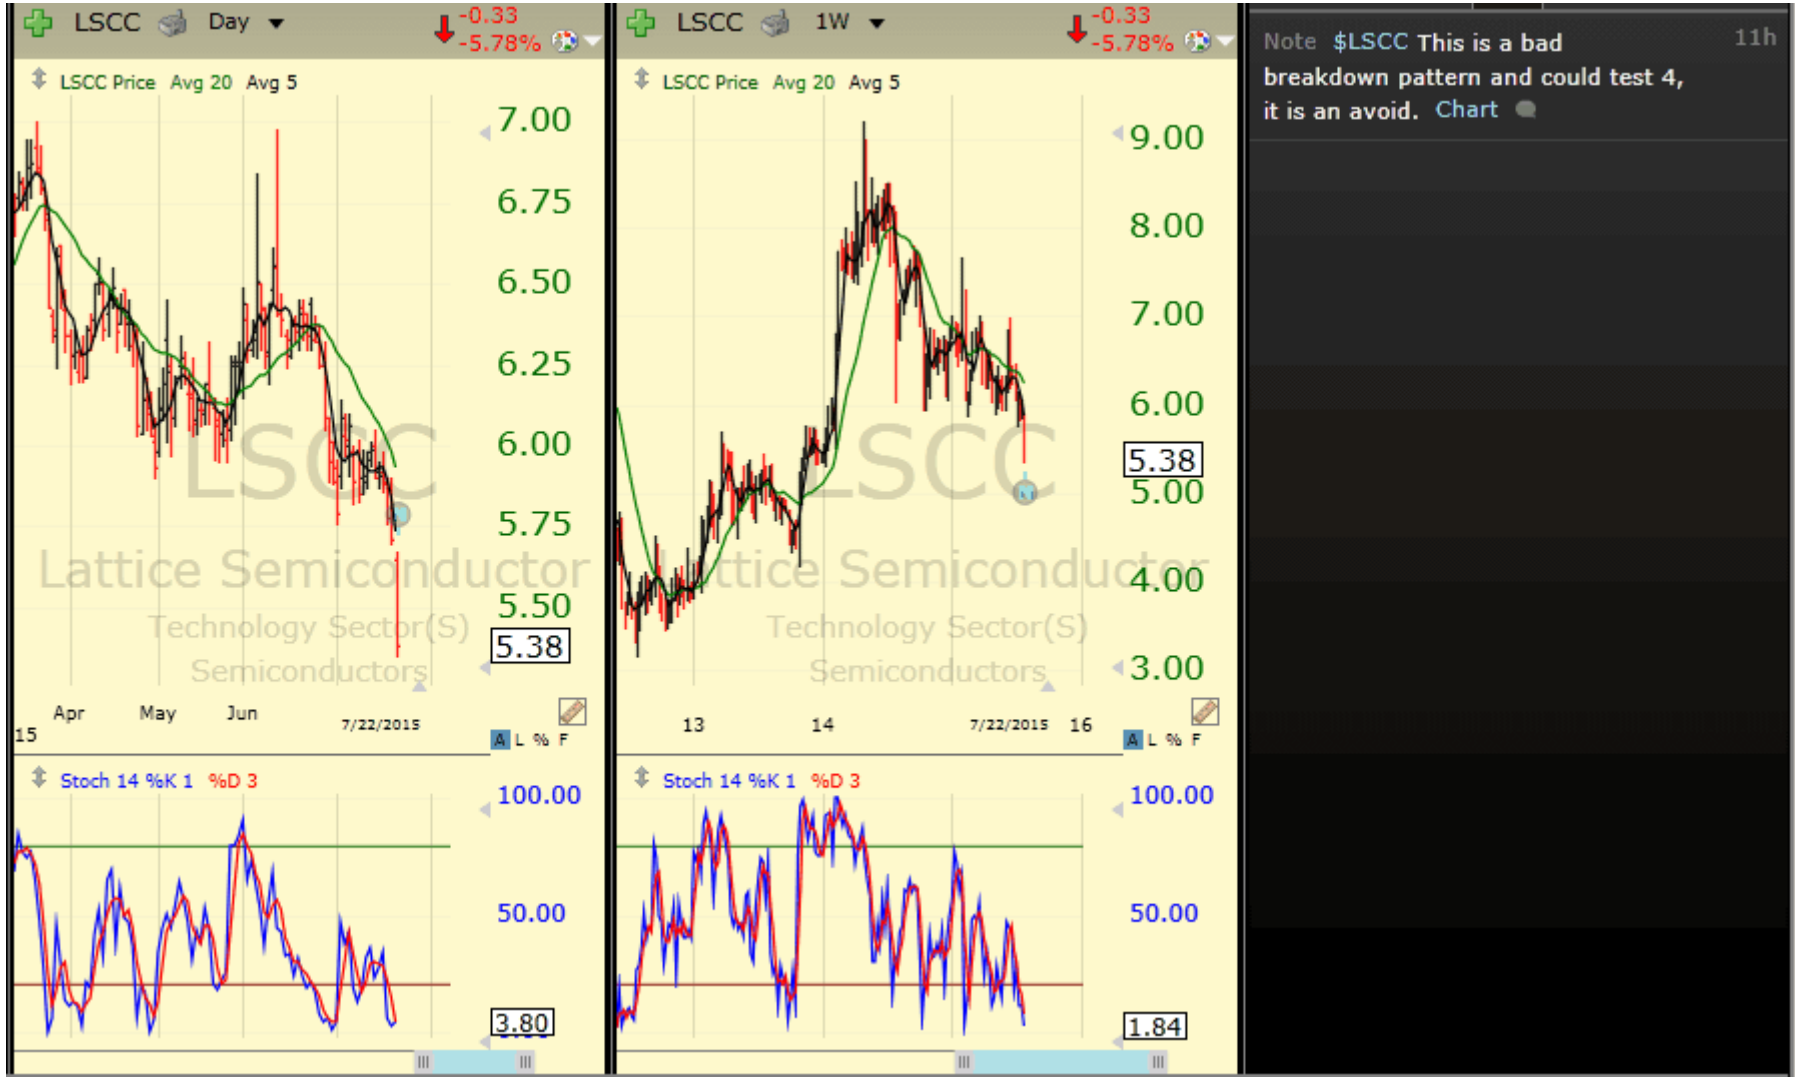 LSCC Day
-0.33
-5.78%
LSCC Price Avg 20 Avg 5
7.00
6.75
6.50
6.25
6.00
5.75
5.50
5.38
LSCC
Lattice Semiconductor
Technology Sector(S)
Semiconductors
Apr May Jun 7/22/2015
15
A L % F
Stoch 14 %K 1 %D 3
100.00
50.00
3.80
LSCC 1W
-0.33
-5.78%
LSCC Price Avg 20 Avg 5
9.00
8.00
7.00
6.00
5.38
5.00
4.00
3.00
LSCC
Lattice Semiconductor
Technology Sector(S)
Semiconductors
13 14 7/22/2015 16
A L % F
Stoch 14 %K 1 %D 3
100.00
50.00
1.84
Note $LSCC This is a bad 11h
breakdown pattern and could test 4,
it is an avoid. Chart